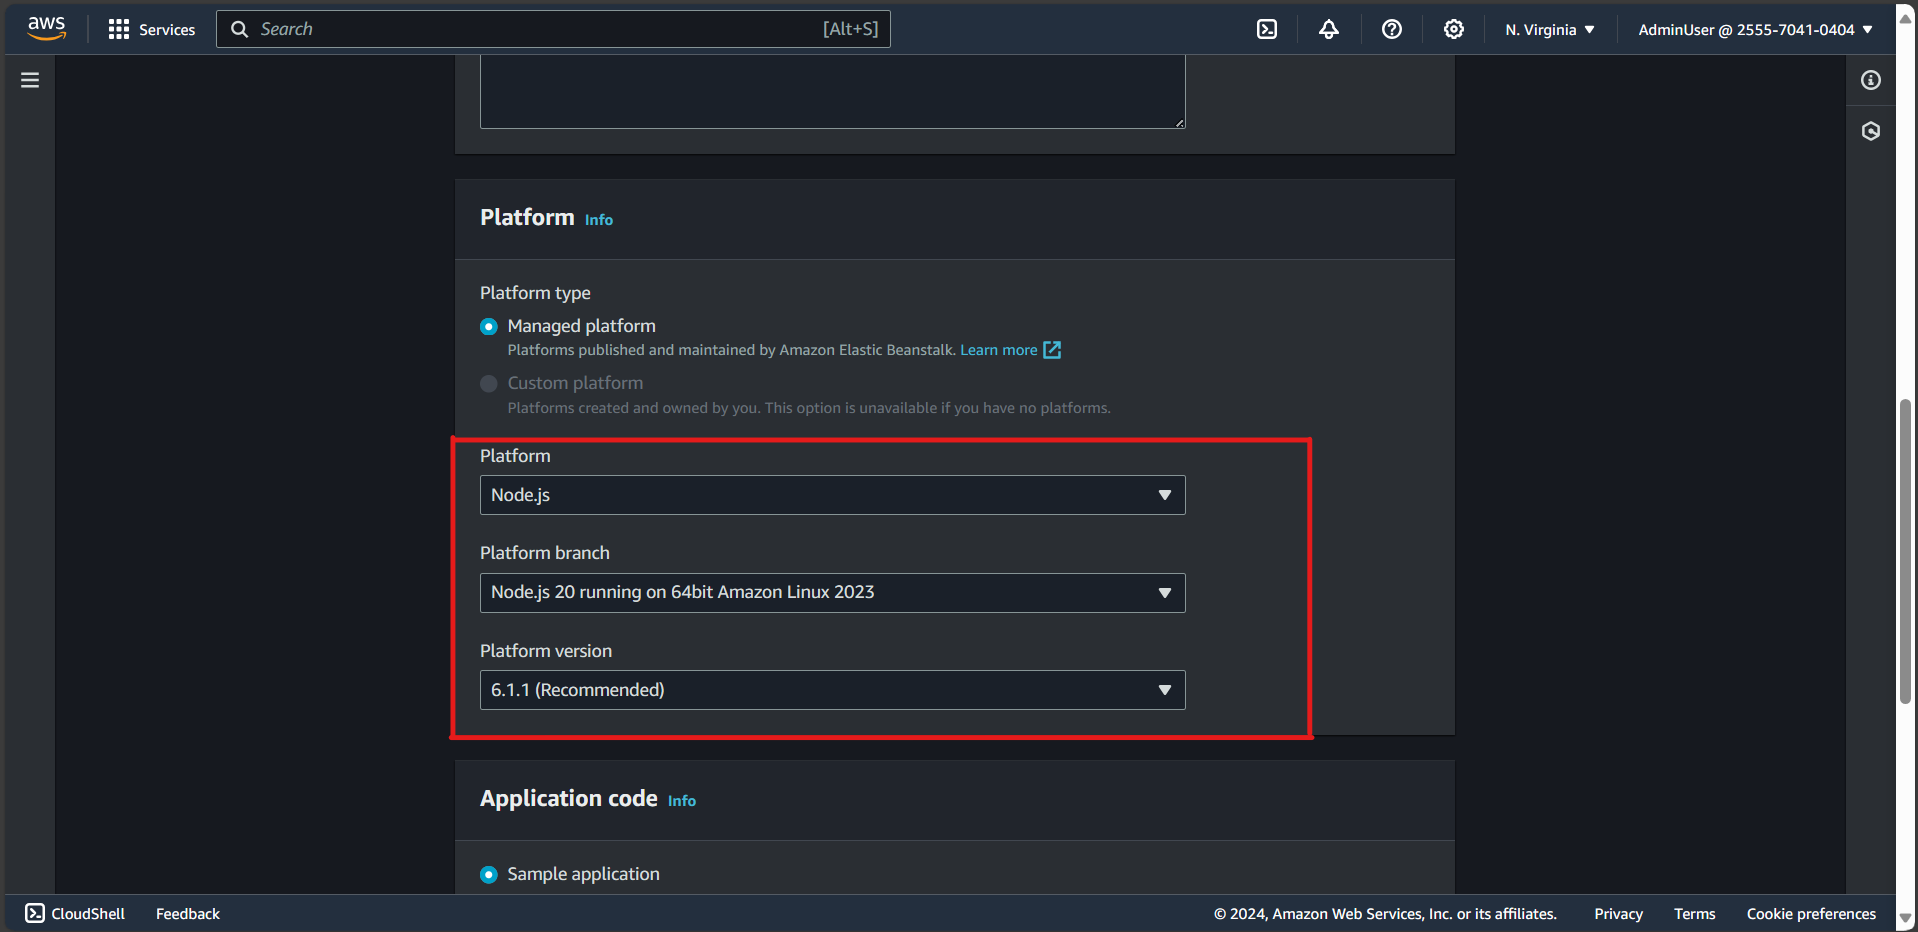 aws
Services
Search
[Alt+S]
N. Virginia
AdminUser @ 2555-7041-0404
Platform Info
Platform type
Managed platform
Platforms published and maintained by Amazon Elastic Beanstalk. Learn more
Custom platform
Platforms created and owned by you. This option is unavailable if you have no platforms.
Platform
Node.js
Platform branch
Node.js 20 running on 64bit Amazon Linux 2023
Platform version
6.1.1 (Recommended)
Application code Info
Sample application
CloudShell
Feedback
© 2024, Amazon Web Services, Inc. or its affiliates.
Privacy
Terms
Cookie preferences